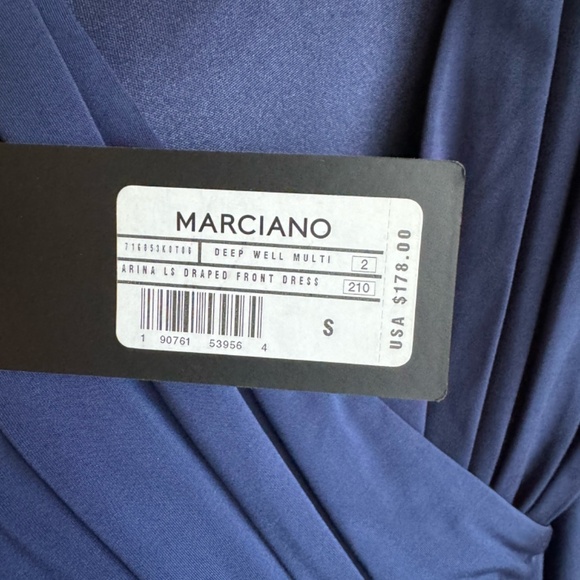 MARCIANO
DEEP WELL MULTI 2
ARINA LS DRAPED FRONT DRESS 210
1 90761 53956 4
S
USA $178.00